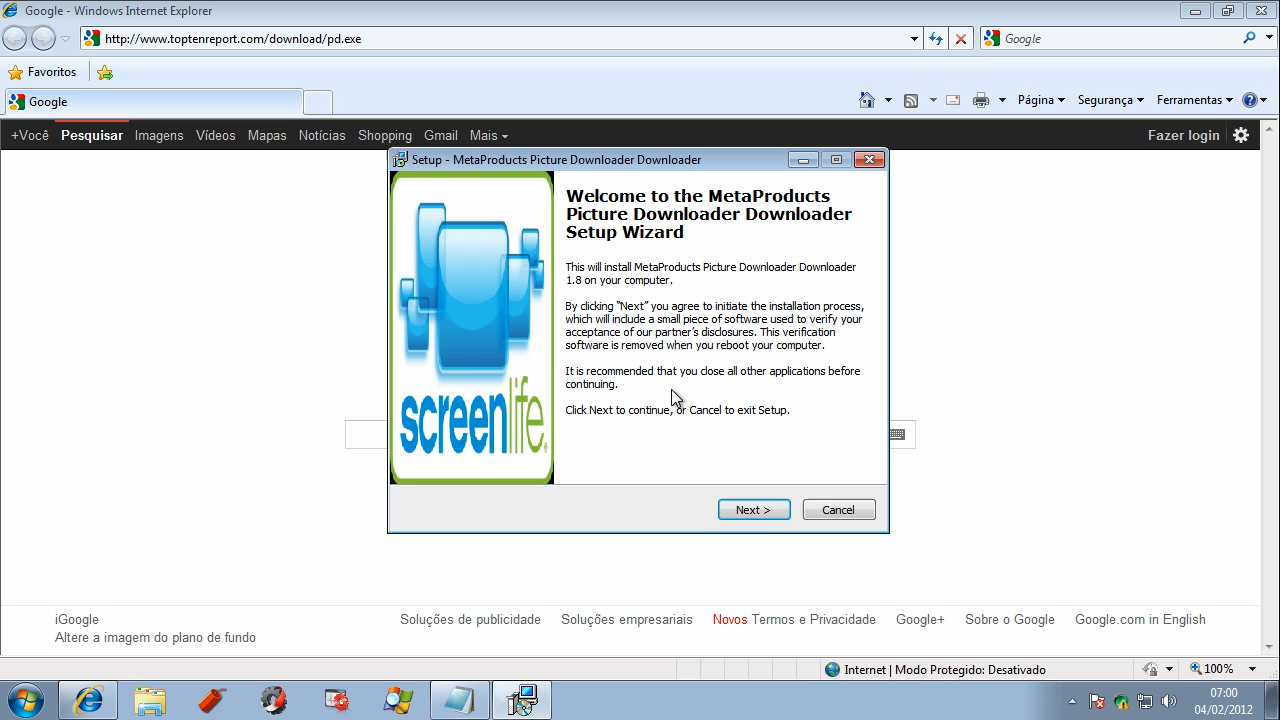 Google - Windows Internet Explorer
http://www.toptenreport.com/download/pd.exe
Google
Favoritos
Google
Página
Segurança
Ferramentas
+Você Pesquisar Imagens Vídeos Mapas Notícias Shopping Gmail Mais
Fazer login
Setup - MetaProducts Picture Downloader Downloader
screenlife®
Welcome to the MetaProducts
Picture Downloader Downloader
Setup Wizard
This will install MetaProducts Picture Downloader Downloader
1.8 on your computer.
By clicking “Next” you agree to initiate the installation process,
which will include a small piece of software used to verify your
acceptance of our partner’s disclosures. This verification
software is removed when you reboot your computer.
It is recommended that you close all other applications before
continuing.
Click Next to continue, or Cancel to exit Setup.
Next >
Cancel
iGoogle
Soluções de publicidade
Soluções empresariais
Novos Termos e Privacidade
Google+
Sobre o Google
Google.com in English
Altere a imagem do plano de fundo
Internet | Modo Protegido: Desativado
100%
07:00
04/02/2012